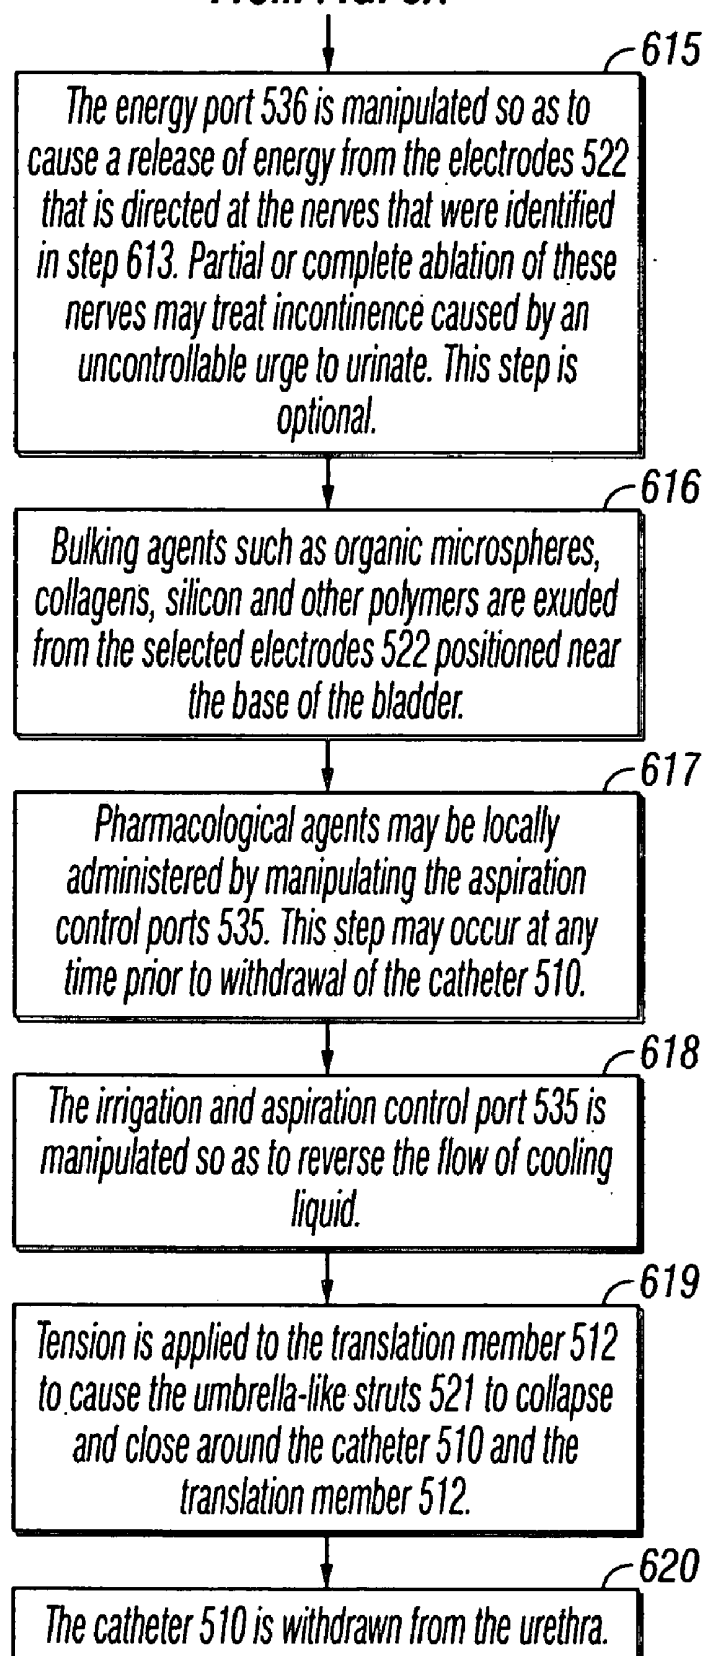 615
The energy port 536 is manipulated so as to
cause a release of energy from the electrodes 522
that is directed at the nerves that were identified
in step 613. Partial or complete ablation of these
nerves may treat incontinence caused by an
uncontrollable urge to urinate. This step is
optional.
616
Bulking agents such as organic microspheres,
collagens, silicon and other polymers are exuded
from the selected electrodes 522 positioned near
the base of the bladder.
617
Pharmacological agents may be locally
administered by manipulating the aspiration
control ports 535. This step may occur at any
time prior to withdrawal of the catheter 510.
618
The irrigation and aspiration control port 535 is
manipulated so as to reverse the flow of cooling
liquid.
619
Tension is applied to the translation member 512
to cause the umbrella-like struts 521 to collapse
and close around the catheter 510 and the
translation member 512.
620
The catheter 510 is withdrawn from the urethra.